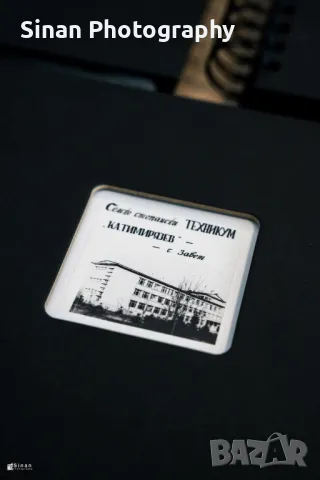 Sinan Photography
Селско стопански ТЕХНИКУМ
„К.А ТИМИРЯЗЕВ" –
– с Завет
Sinan
BAZAR